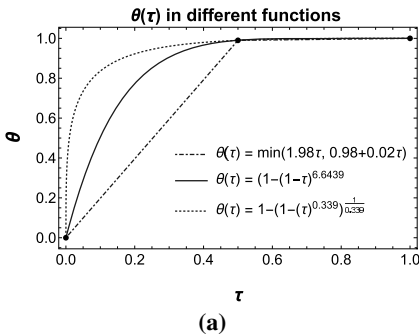 θ(τ) in different functions
1.0
0.8
0.6
0.4
0.2
0.0
θ
θ(τ) = min(1.98τ, 0.98+0.02τ)
θ(τ) = (1-(1-τ)^6.6439
θ(τ) = 1-(1-(τ)^0.339)^(1/0.339)
0.0 0.2 0.4 0.6 0.8 1.0
τ
(a)